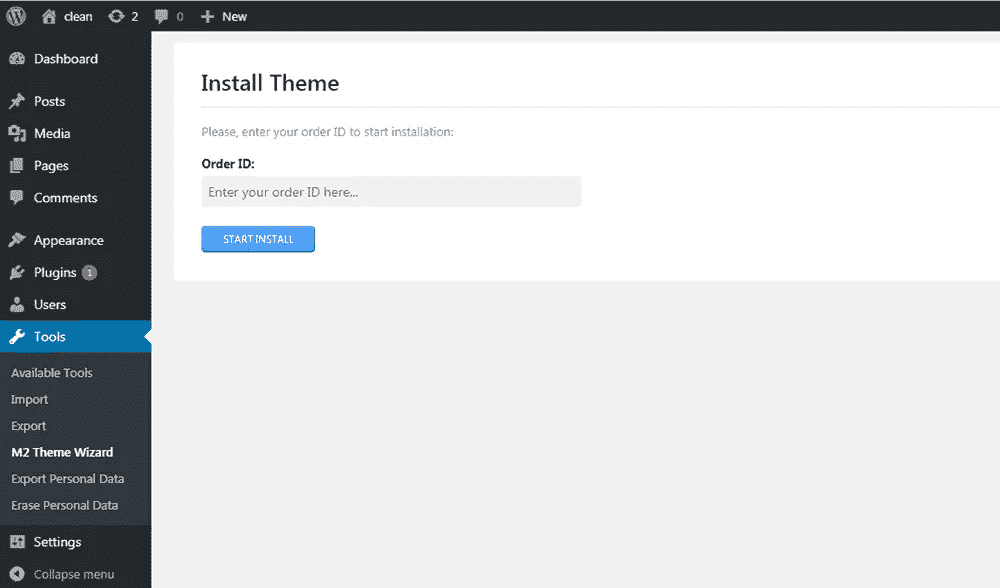 clean 2 0 New
Dashboard
Posts
Media
Pages
Comments
Appearance
Plugins 1
Users
Tools
Available Tools
Import
Export
M2 Theme Wizard
Export Personal Data
Erase Personal Data
Settings
Collapse menu
Install Theme
Please, enter your order ID to start installation:
Order ID:
Enter your order ID here...
START INSTALL